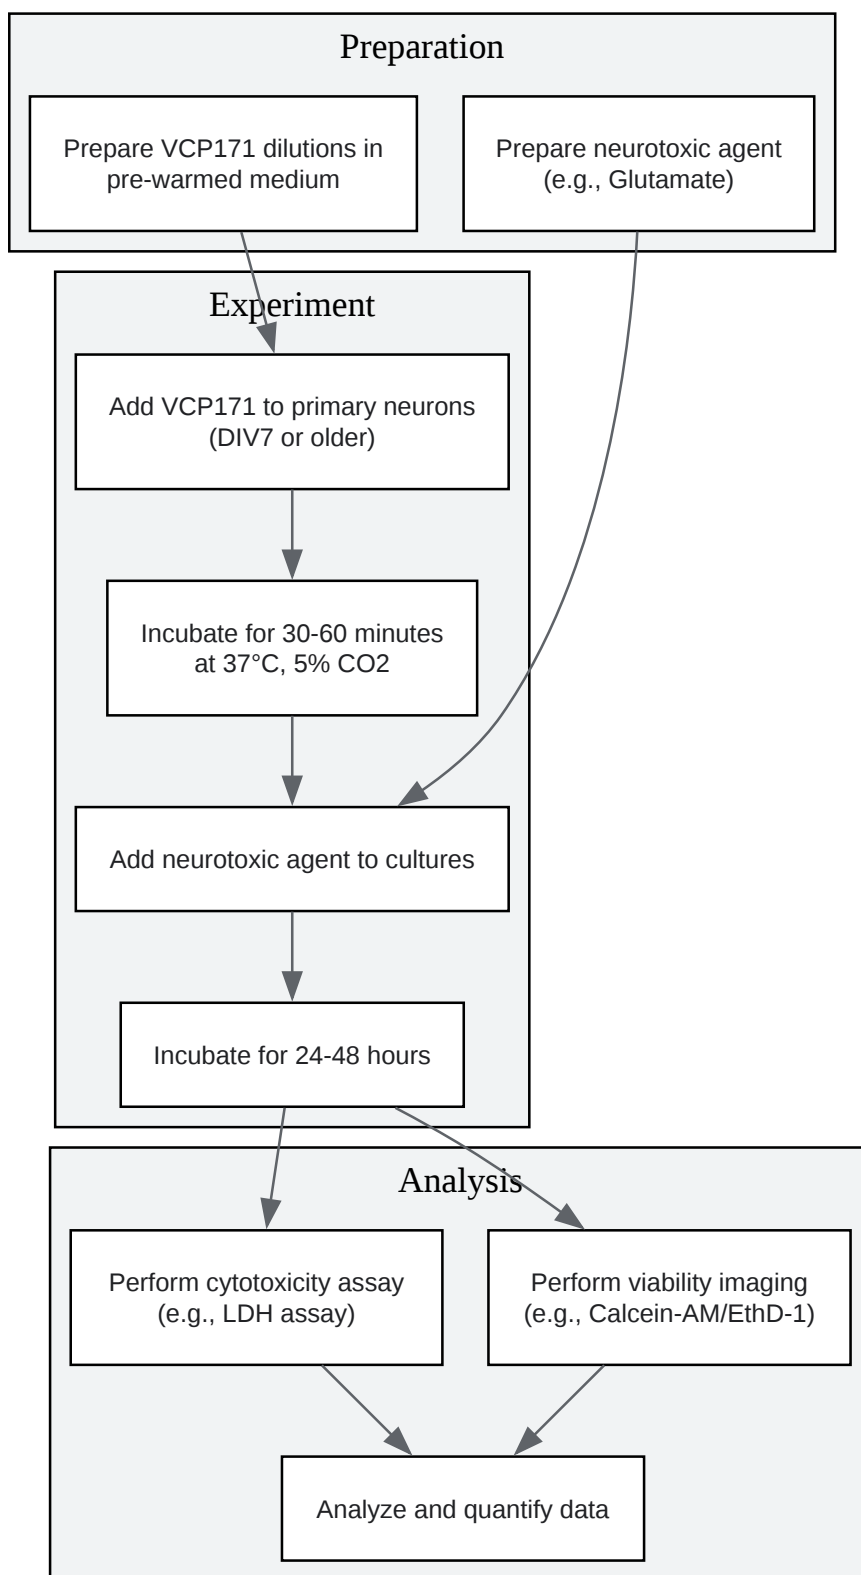 Preparation
Prepare VCP171 dilutions in
pre-warmed medium
Prepare neurotoxic agent
(e.g., Glutamate)
Experiment
Add VCP171 to primary neurons
(DIV7 or older)
Incubate for 30-60 minutes
at 37°C, 5% CO2
Add neurotoxic agent to cultures
Incubate for 24-48 hours
Analysis
Perform cytotoxicity assay
(e.g., LDH assay)
Perform viability imaging
(e.g., Calcein-AM/EthD-1)
Analyze and quantify data